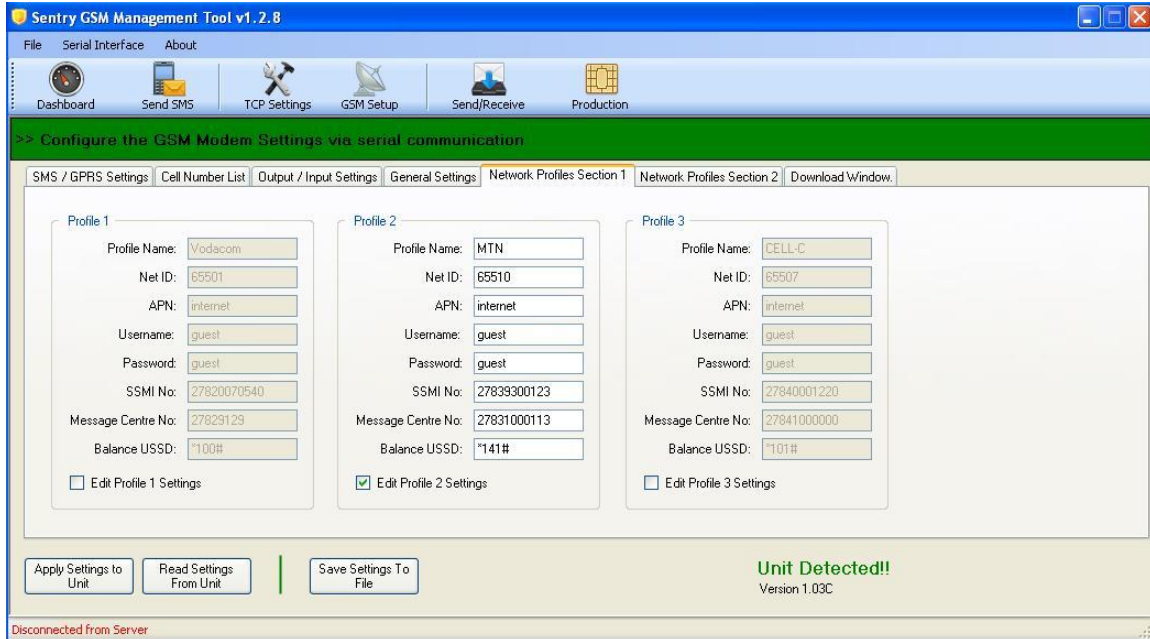 Sentry GSM Management Tool v1.2.8
File Serial Interface About
Dashboard Send SMS TCP Settings GSM Setup Send/Receive Production
>> Configure the GSM Modem Settings via serial communication
SMS / GPRS Settings Cell Number List Output / Input Settings General Settings Network Profiles Section 1 Network Profiles Section 2 Download Window.
Profile 1
Profile Name: Vodacom
Net ID: 65501
APN: internet
Username: guest
Password: guest
SSMI No: 27820070540
Message Centre No: 27829129
Balance USSD: *100#
Edit Profile 1 Settings
Profile 2
Profile Name: MTN
Net ID: 65510
APN: internet
Username: guest
Password: guest
SSMI No: 27839300123
Message Centre No: 27831000113
Balance USSD: *141#
Edit Profile 2 Settings
Profile 3
Profile Name: CELL-C
Net ID: 65507
APN: internet
Username: guest
Password: guest
SSMI No: 27840001220
Message Centre No: 27841000000
Balance USSD: *101#
Edit Profile 3 Settings
Apply Settings to
Unit
Read Settings
From Unit
Save Settings To
File
Unit Detected!!
Version 1.03C
Disconnected from Server